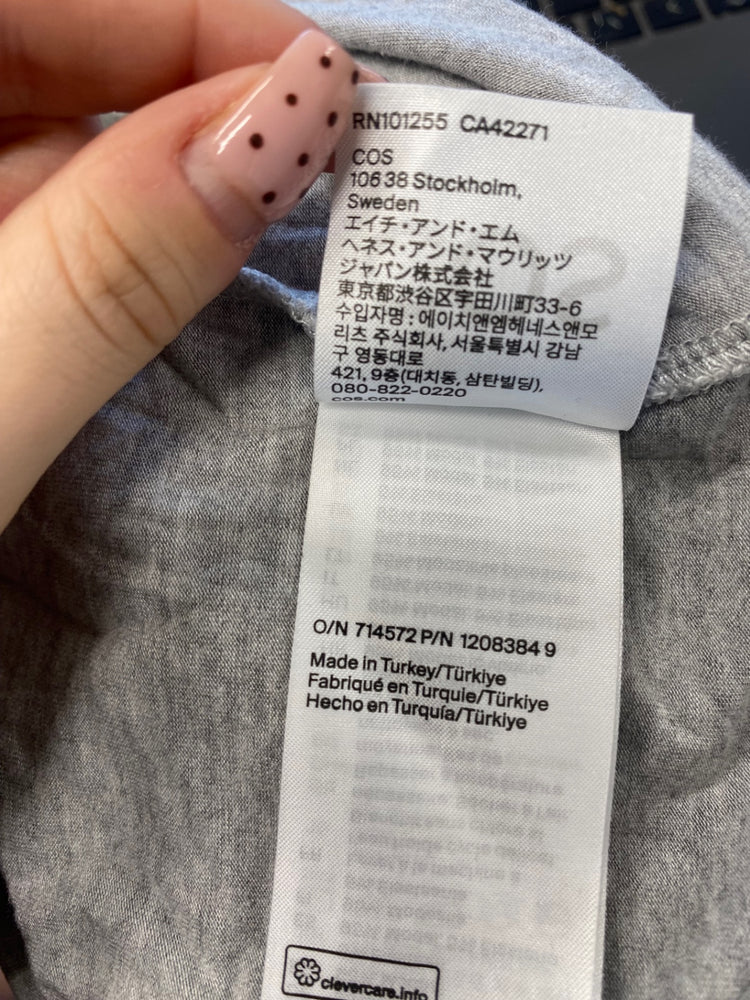 RN101255 CA42271
COS
106 38 Stockholm,
Sweden
エイチ・アンド・エム
ヘネス・アンド・マウリッツ
ジャパン株式会社
東京都渋谷区宇田川町33-6
수입자명 : 에이치앤엠헤네스앤모
리츠 주식회사, 서울특별시 강남
구 영동대로
421, 9층(대치동, 삼탄빌딩),
080-822-0220
cos.com
O/N 714572 P/N 1208384 9
Made in Turkey/Türkiye
Fabriqué en Turquie/Türkiye
Hecho en Turquía/Türkiye
clevercare.info